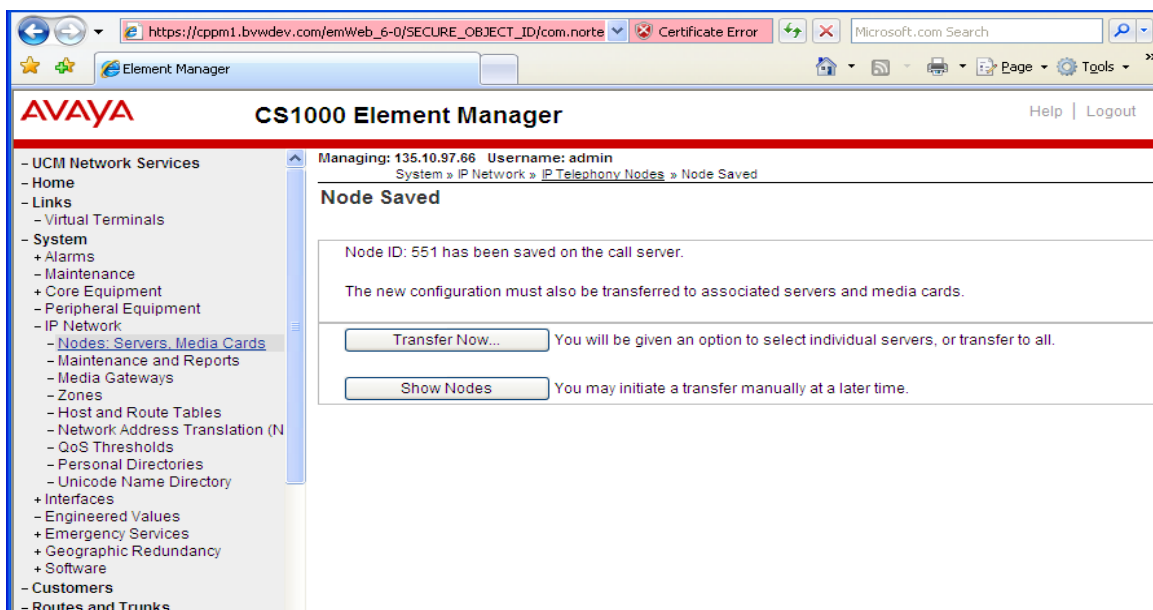 https://cppm1.bvwdev.com/emWeb_6-0/SECURE_OBJECT_ID/com.norte
Certificate Error
Microsoft.com Search
Element Manager
Page
Tools
»
AVAYA
CS1000 Element Manager
Help | Logout
– UCM Network Services
– Home
– Links
– Virtual Terminals
– System
+ Alarms
– Maintenance
+ Core Equipment
– Peripheral Equipment
– IP Network
– Nodes: Servers, Media Cards
– Maintenance and Reports
– Media Gateways
– Zones
– Host and Route Tables
– Network Address Translation (N
– QoS Thresholds
– Personal Directories
– Unicode Name Directory
+ Interfaces
– Engineered Values
+ Emergency Services
+ Geographic Redundancy
+ Software
– Customers
– Routes and Trunks
Managing: 135.10.97.66 Username: admin
System » IP Network » IP Telephony Nodes » Node Saved
Node Saved
Node ID: 551 has been saved on the call server.
The new configuration must also be transferred to associated servers and media cards.
Transfer Now... You will be given an option to select individual servers, or transfer to all.
Show Nodes You may initiate a transfer manually at a later time.